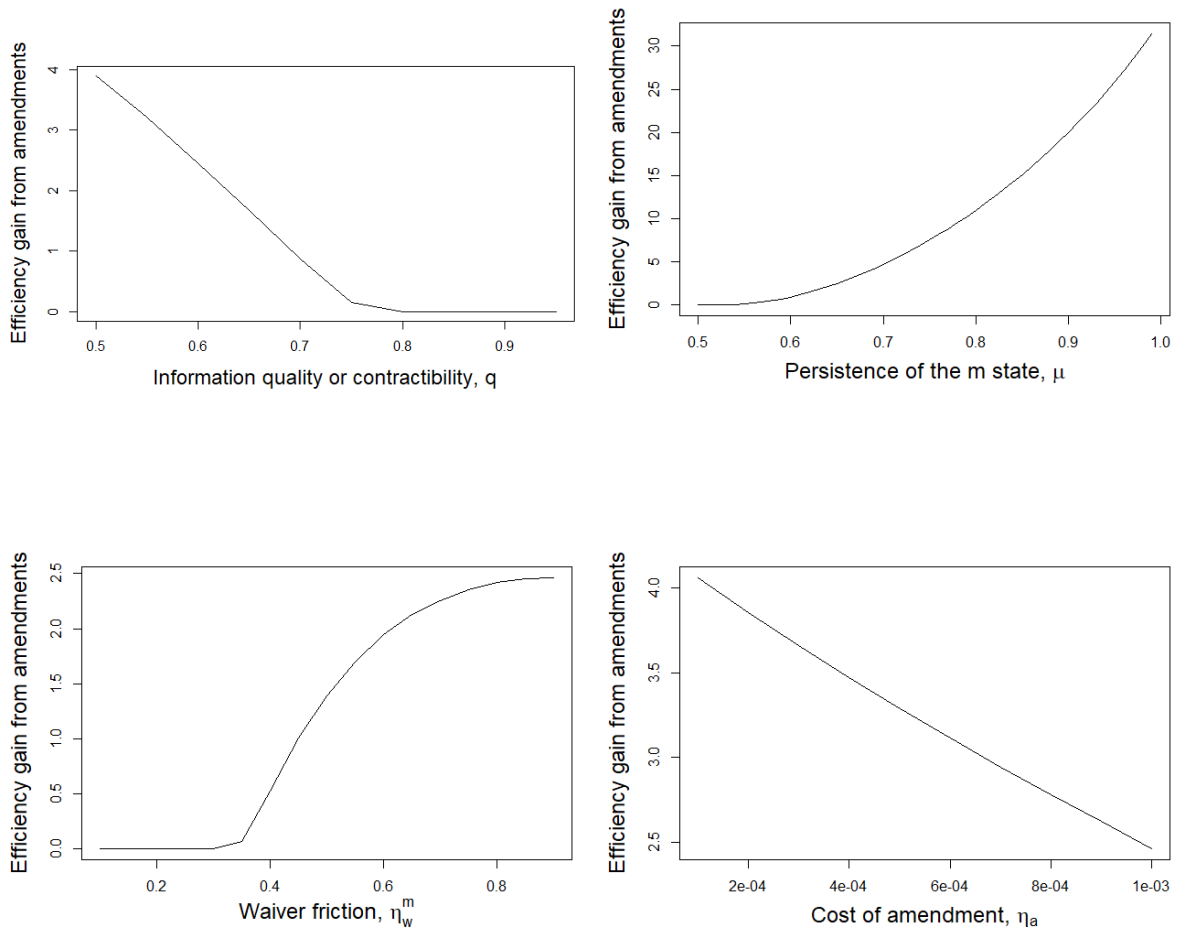 Efficiency gain from amendments
4
3
2
1
0
0.5 0.6 0.7 0.8 0.9
Information quality or contractibility, q
Efficiency gain from amendments
30
25
20
15
10
5
0
0.5 0.6 0.7 0.8 0.9 1.0
Persistence of the m state, μ
Efficiency gain from amendments
2.5
2.0
1.5
1.0
0.5
0.0
0.2 0.4 0.6 0.8
Waiver friction, η_w^m
Efficiency gain from amendments
4.0
3.5
3.0
2.5
2e-04 4e-04 6e-04 8e-04 1e-03
Cost of amendment, η_a